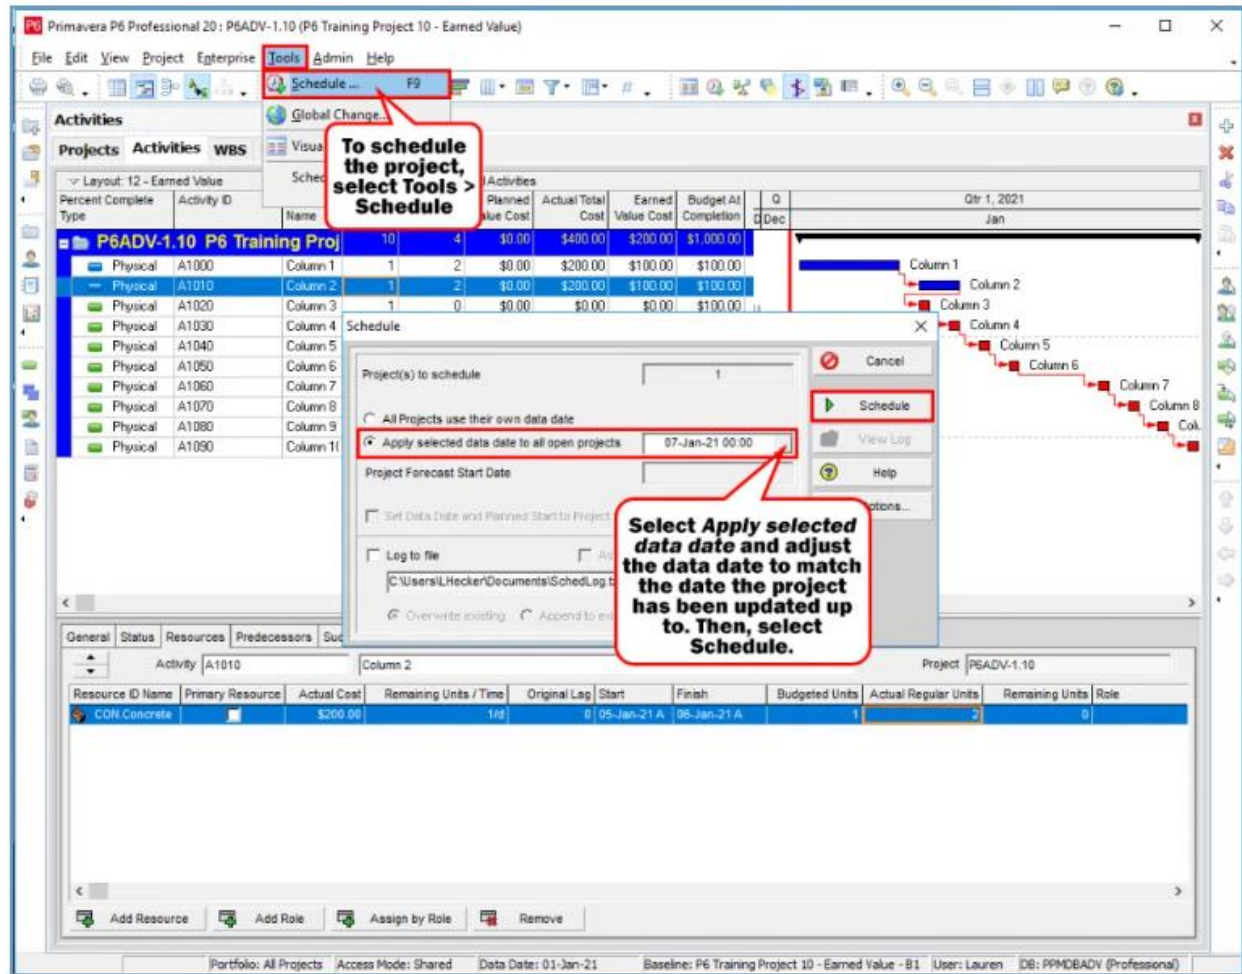 P6 Primavera P6 Professional 20 : P6ADV-1.10 (P6 Training Project 10 - Earned Value)
File Edit View Project Enterprise Tools Admin Help
Schedule ... F9
Global Change...
Activities
Projects Activities WBS
To schedule
the project,
select Tools >
Schedule
Layout: 12 - Earned Value
Percent Complete Type Activity ID Name Planned Actual Total Cost Earned Value Cost Budget At Completion
Q Dec Qtr 1, 2021 Jan
P6ADV-1.10 P6 Training Proj 10 4 $0.00 $400.00 $200.00 $1,000.00
Physical A1000 Column 1 1 2 $0.00 $200.00 $100.00 $100.00 Column 1
Physical A1010 Column 2 1 2 $0.00 $200.00 $100.00 $100.00 Column 2
Physical A1020 Column 3 1 0 $0.00 $0.00 $0.00 $100.00 Column 3
Physical A1030 Column 4 Column 4
Physical A1040 Column 5 Column 5
Physical A1050 Column 6 Column 6
Physical A1060 Column 7 Column 7
Physical A1070 Column 8 Column 8
Physical A1080 Column 9
Physical A1090 Column 1
Schedule
Project(s) to schedule 1
Cancel
All Projects use their own data date
Schedule
Apply selected data date to all open projects 07-Jan-21 00:00
View Log
Project Forecast Start Date
Help
Set Data Date and Planned Start to Project
Log to file
C:\Users\LHecker\Documents\SchedLog.t
Overwrite existing Append to
Select Apply selected
data date and adjust
the data date to match
the date the project
has been updated up
to. Then, select
Schedule.
General Status Resources Predecessors
Activity A1010 Column 2 Project P6ADV-1.10
Resource ID Name Primary Resource Actual Cost Remaining Units / Time Original Lag Start Finish Budgeted Units Actual Regular Units Remaining Units Role
CON.Concrete $200.00 1/d 0 05-Jan-21 A 06-Jan-21 A 1 2 0
Add Resource Add Role Assign by Role Remove
Portfolio: All Projects Access Mode: Shared Data Date: 01-Jan-21 Baseline: P6 Training Project 10 - Earned Value - B1 User: Lauren DB: PPMDBADV (Professional)